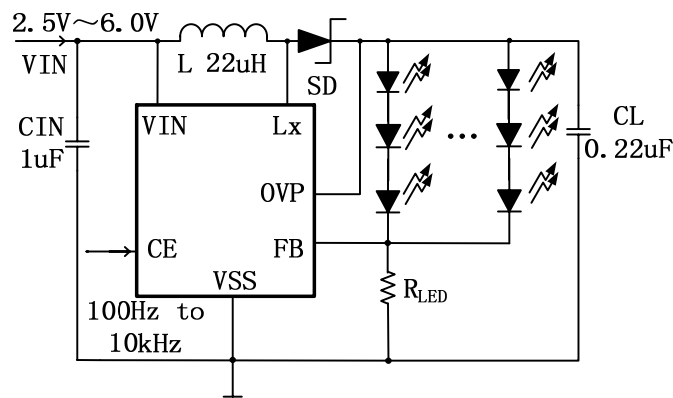 2.5V～6.0V
VIN
L 22uH
SD
CIN
1uF
VIN
Lx
CL
0.22uF
...
OVP
CE
FB
VSS
100Hz to
10kHz
RLED